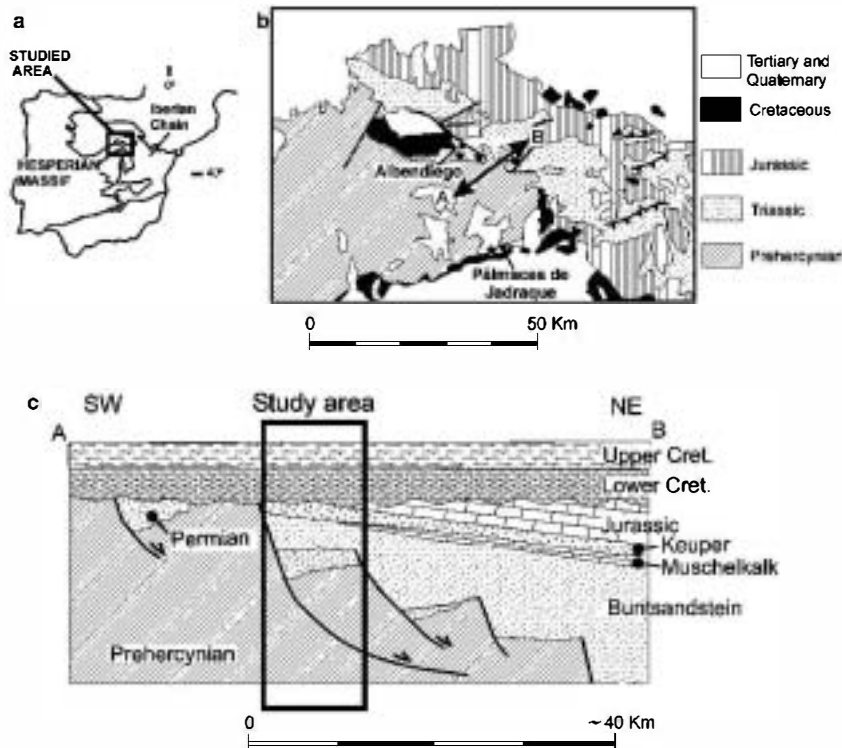 a
STUDIED
AREA
0°
Iberian
Chain
HESPERIAN
MASSIF
b
Albendiego
A
B
Pálmaces de
Jadraque
Tertiary and
Quaternary
Cretaceous
Jurassic
Triassic
Prehercynian
0 50 Km
c
SW Study area NE
A B
Upper Cret.
Lower Cret.
Jurassic
Permian
Keuper
Muschelkalk
Buntsandstein
Prehercynian
0 ~40 Km